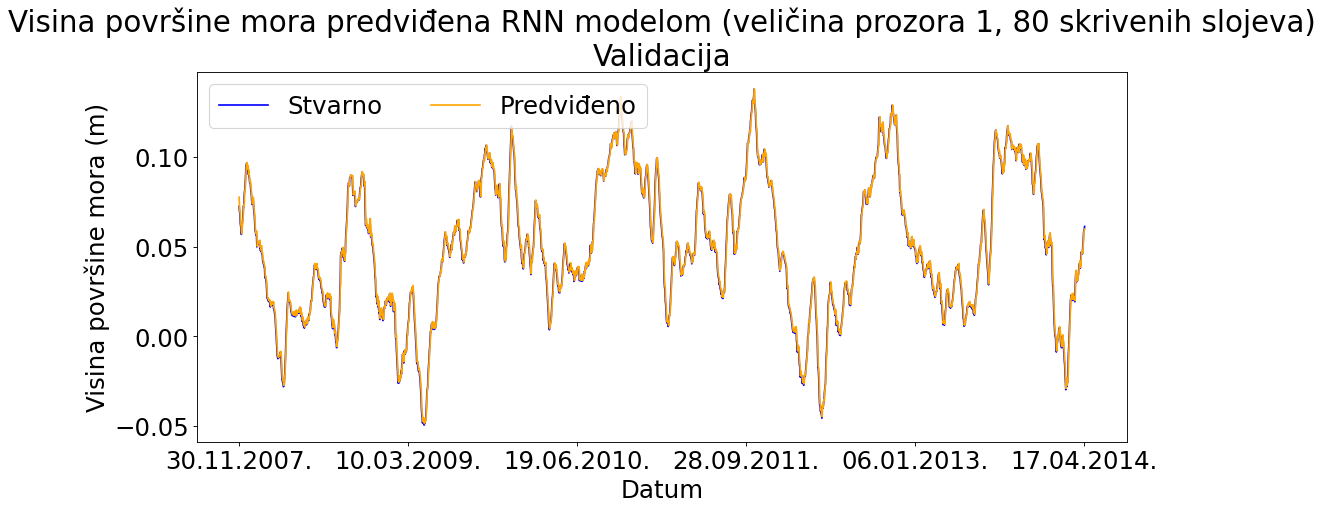 Visina površine mora predviđena RNN modelom (veličina prozora 1, 80 skrivenih slojeva)
Validacija
Stvarno Predviđeno
Visina površine mora (m)
0.10
0.05
0.00
−0.05
30.11.2007. 10.03.2009. 19.06.2010. 28.09.2011. 06.01.2013. 17.04.2014.
Datum